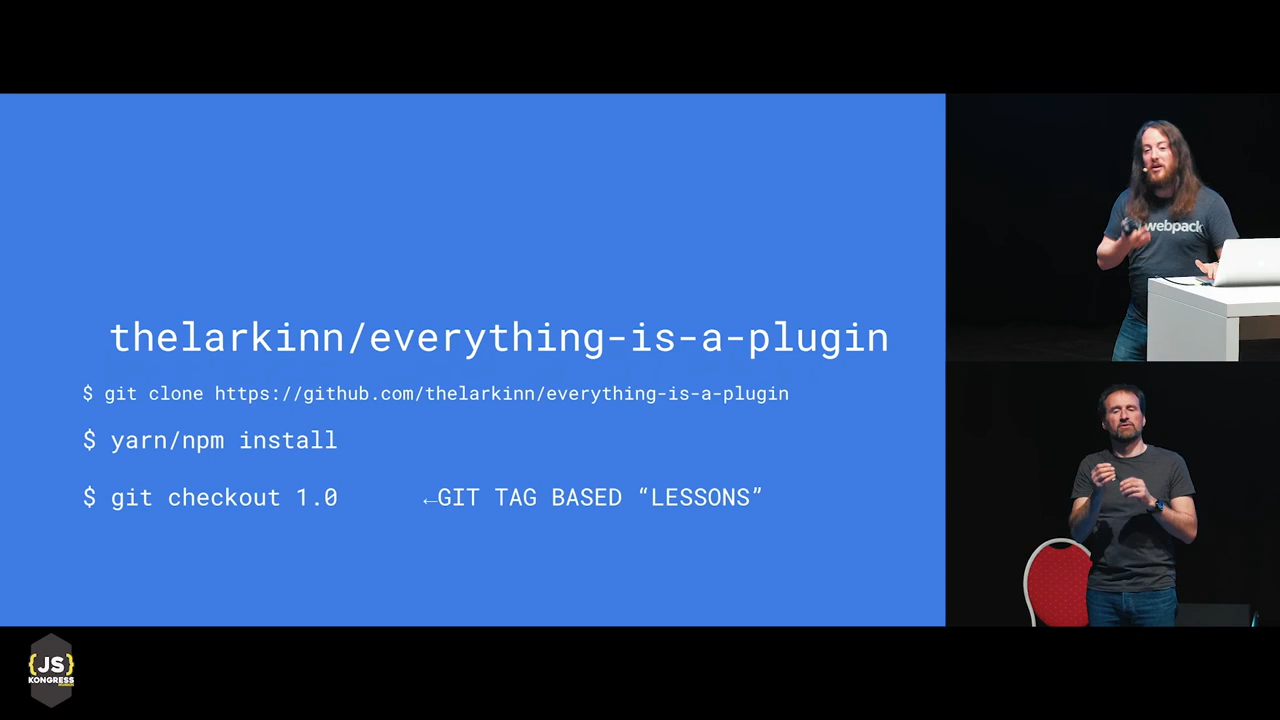 thelarkinn/everything-is-a-plugin
$ git clone https://github.com/thelarkinn/everything-is-a-plugin
$ yarn/npm install
$ git checkout 1.0 ←GIT TAG BASED “LESSONS”
webpack
{JS}
KONGRESS